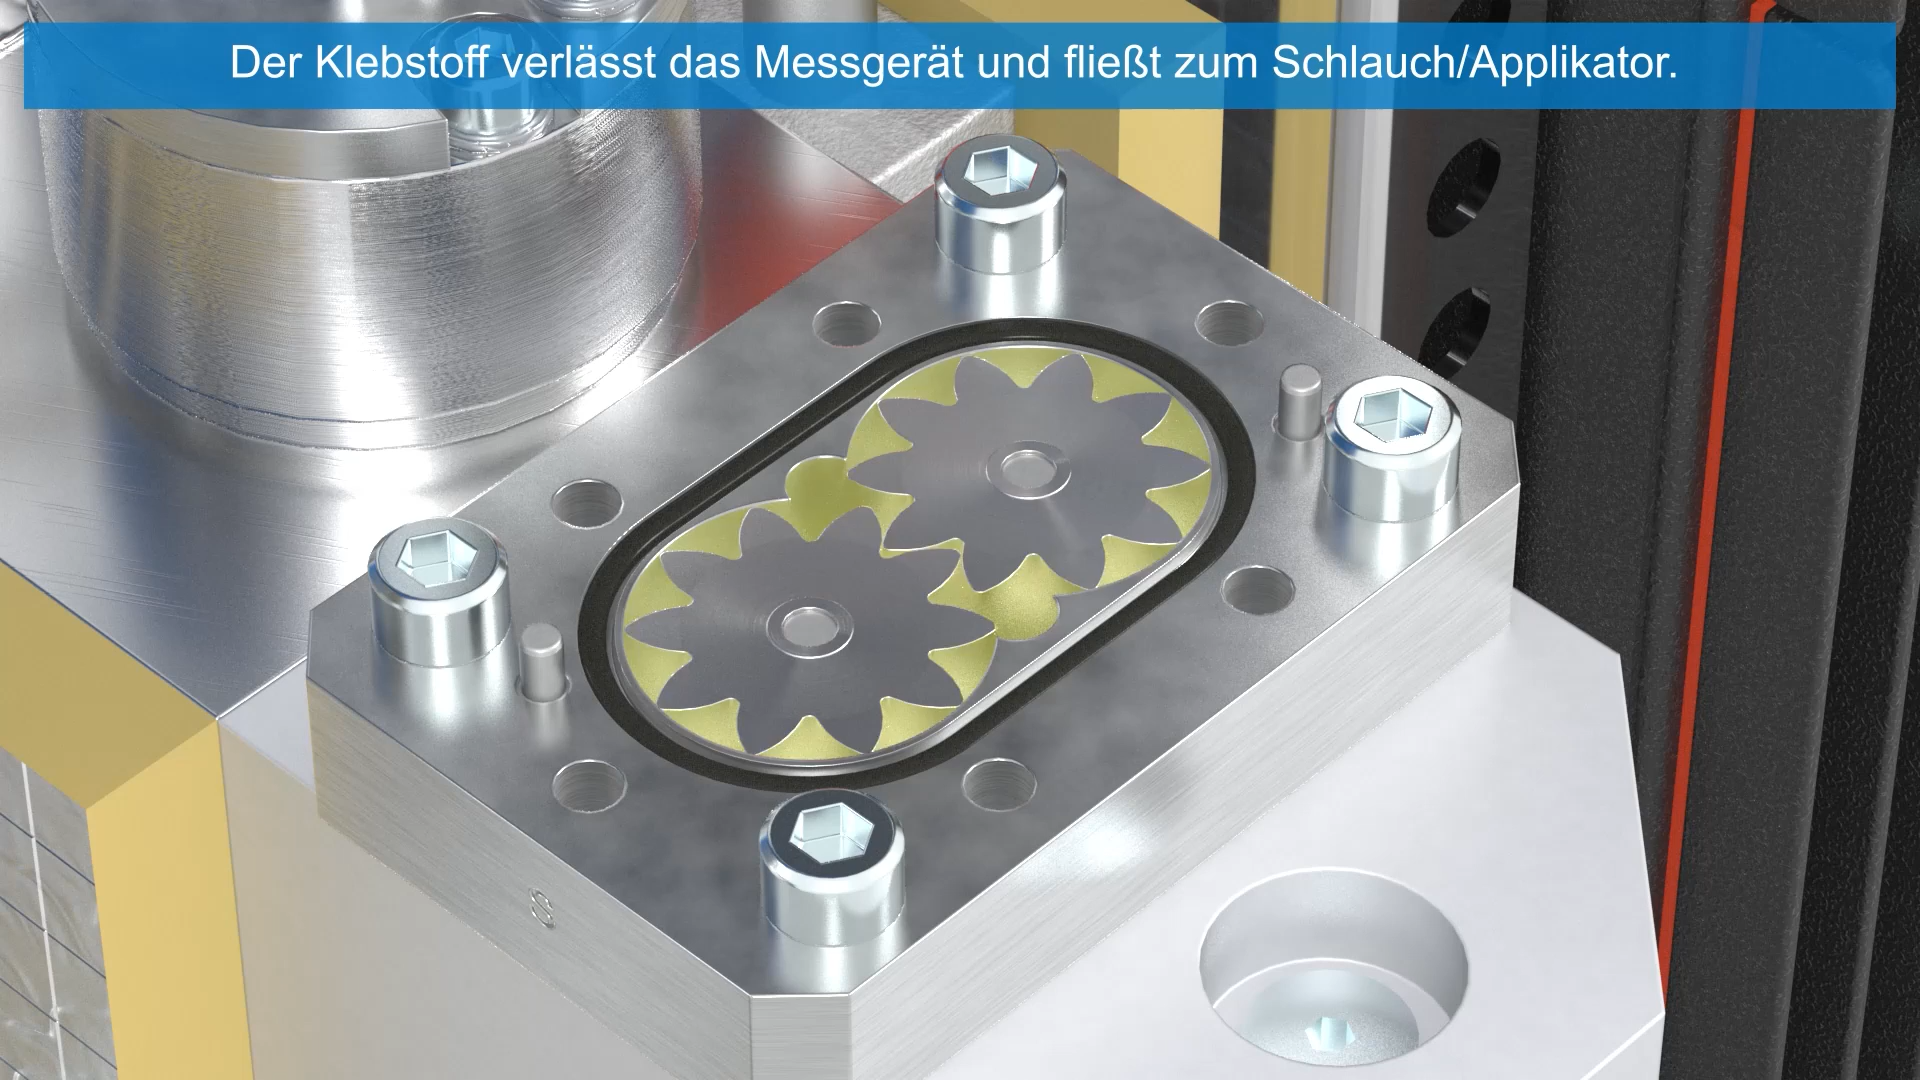 Der Klebstoff verlässt das Messgerät und fließt zum Schlauch/Applikator.